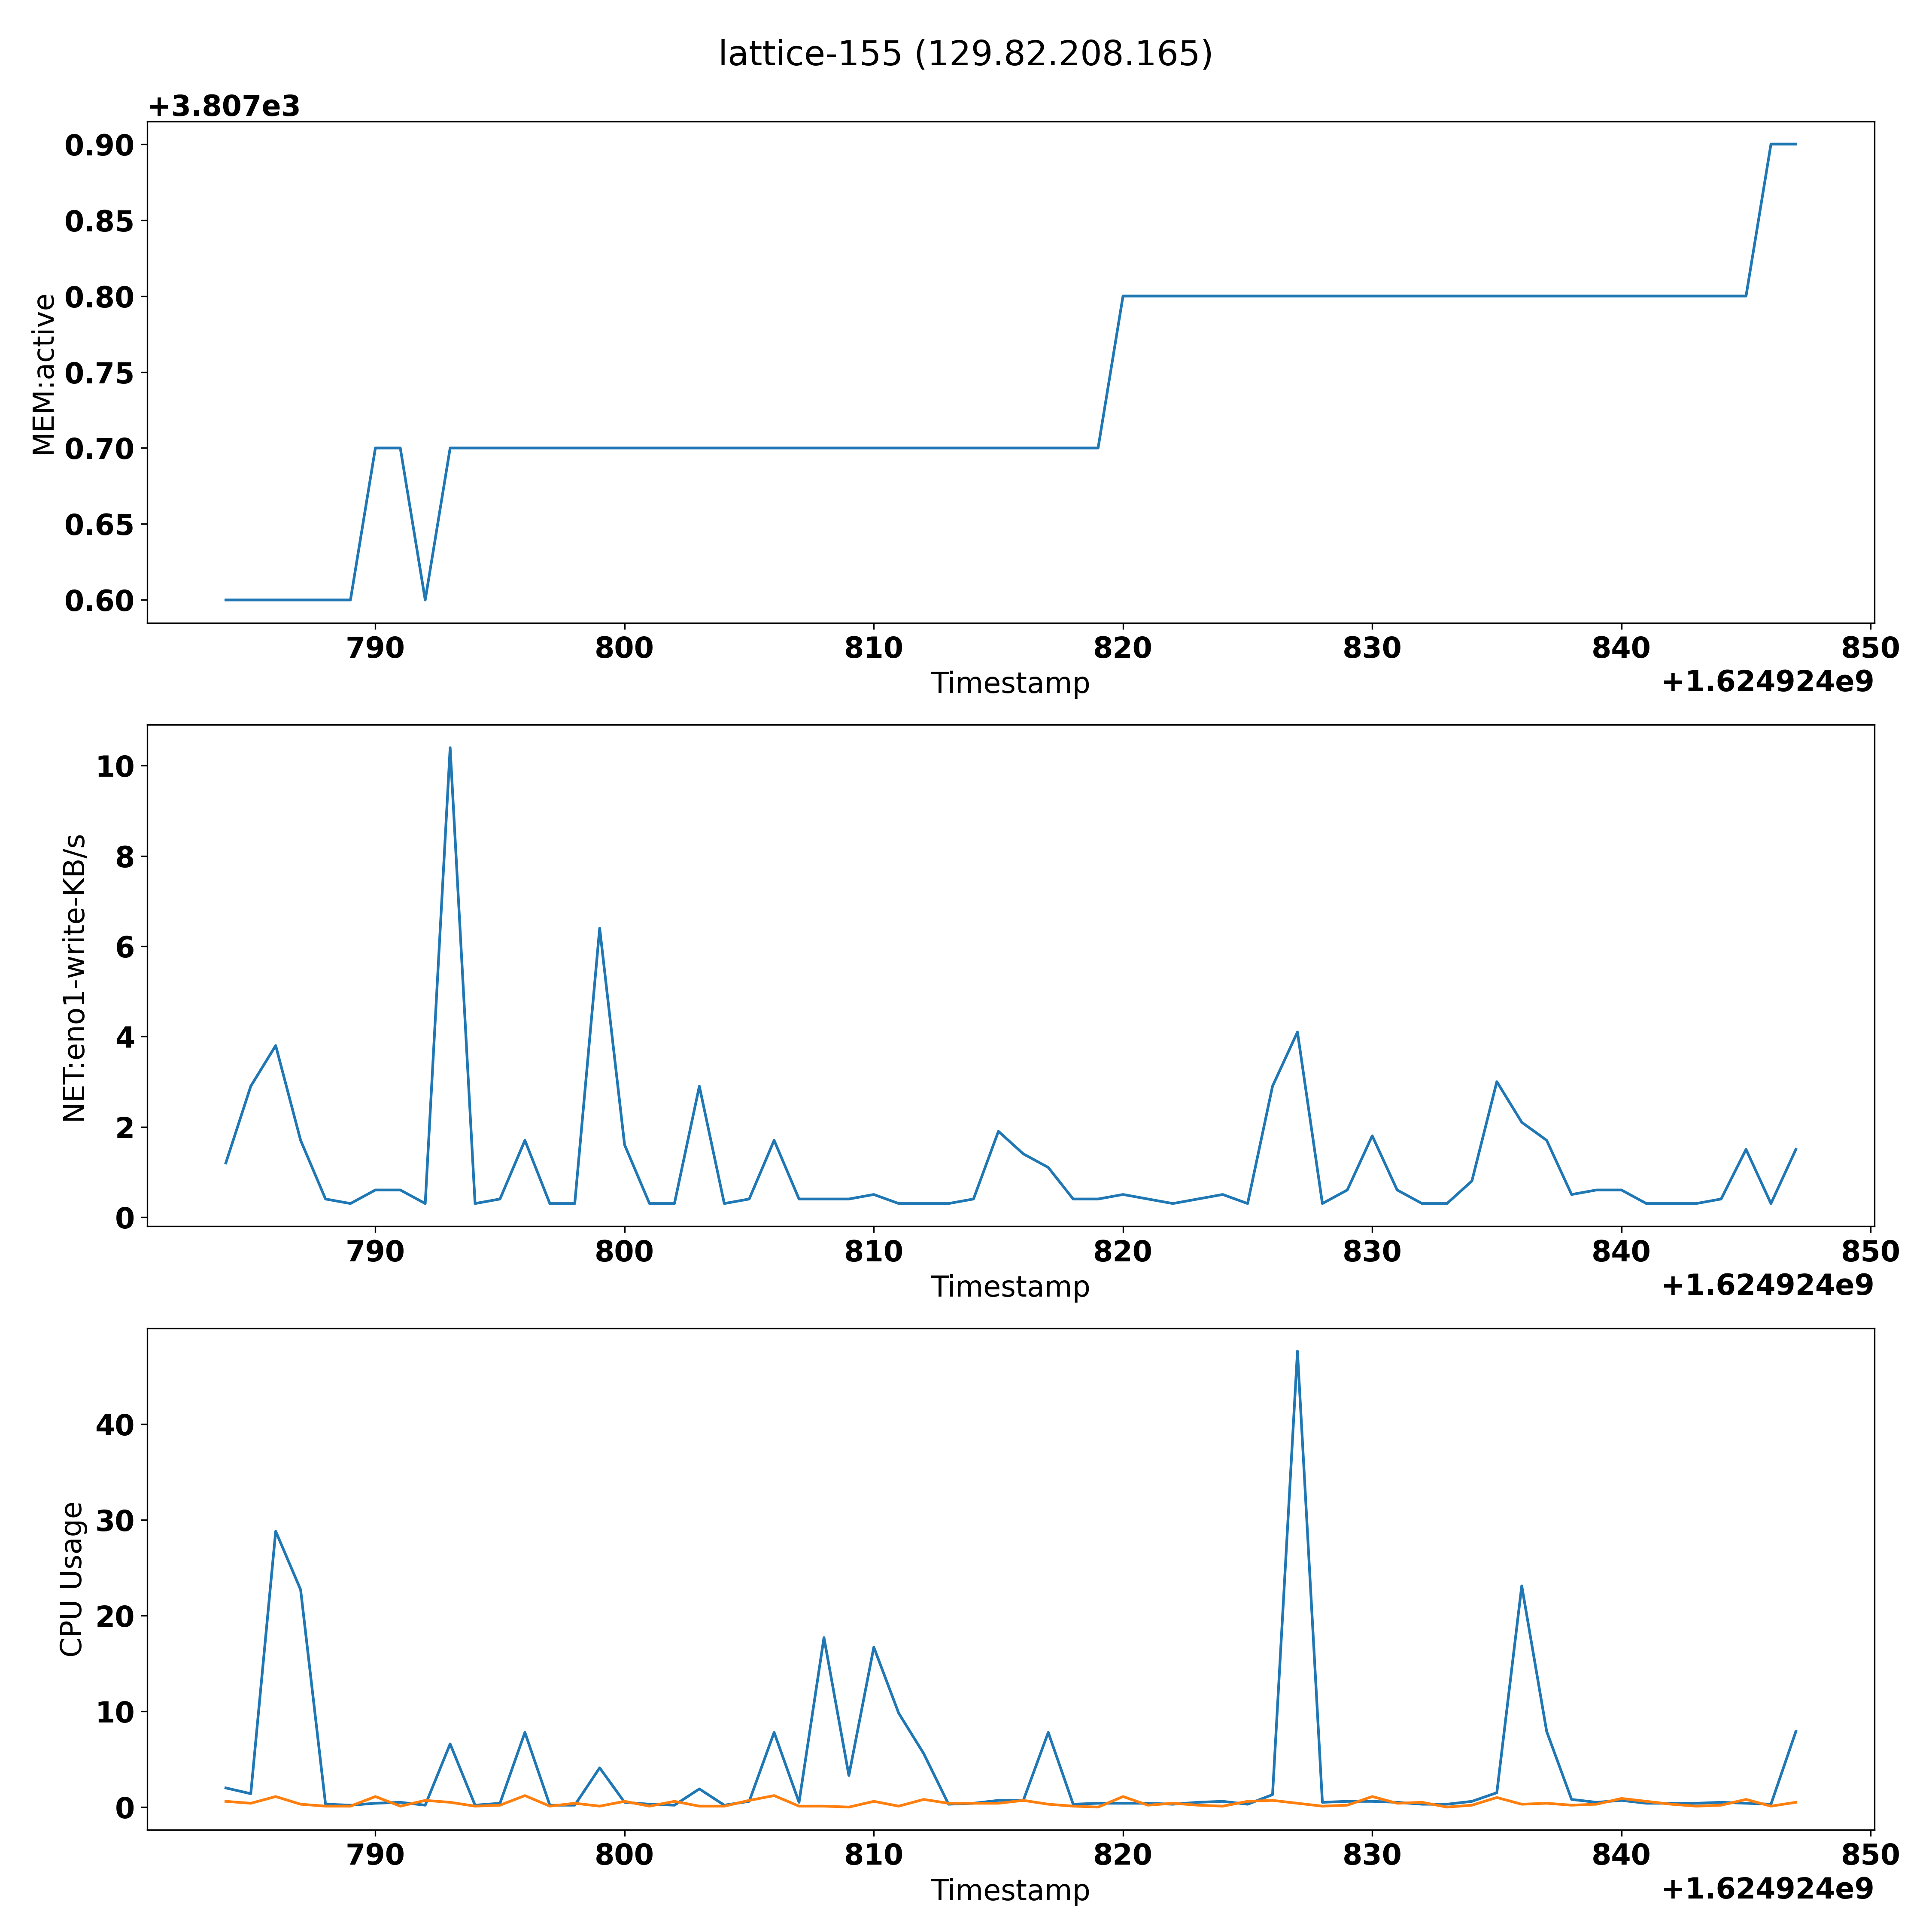 lattice-155 (129.82.208.165)
+3.807e3
0.90
0.85
0.80
0.75
0.70
0.65
0.60
MEM:active
790 800 810 820 830 840 850
Timestamp
+1.624924e9
10
8
6
4
2
0
NET:eno1-write-KB/s
790 800 810 820 830 840 850
Timestamp
+1.624924e9
40
30
20
10
0
CPU Usage
790 800 810 820 830 840 850
Timestamp
+1.624924e9